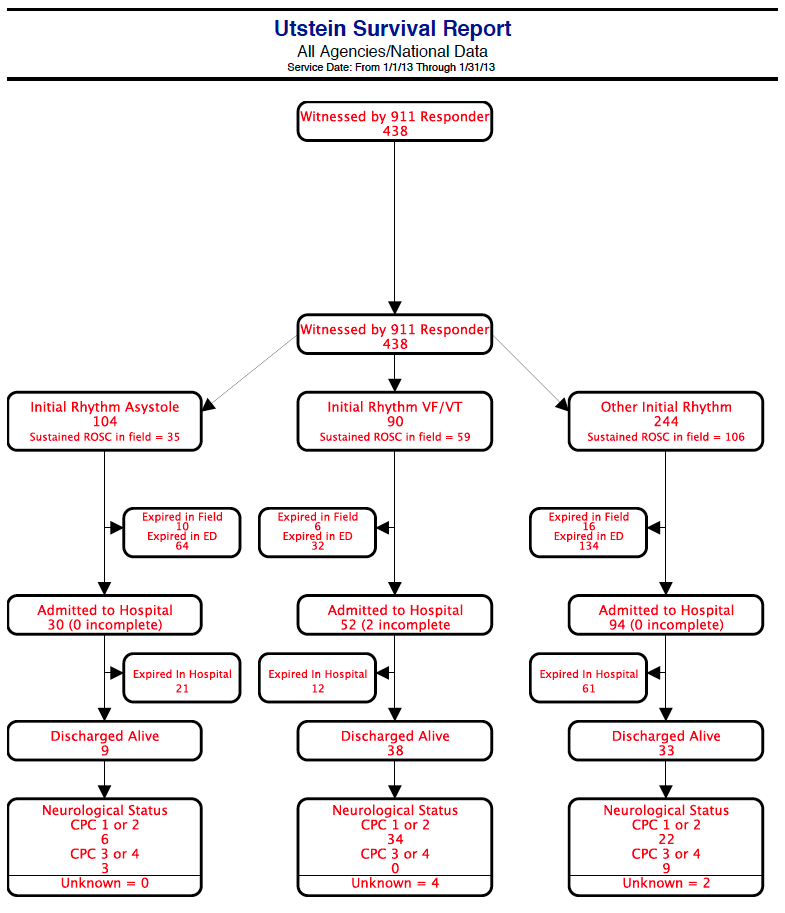 Utstein Survival Report
All Agencies/National Data
Service Date: From 1/1/13 Through 1/31/13
Witnessed by 911 Responder
438
Witnessed by 911 Responder
438
Initial Rhythm Asystole
104
Sustained ROSC in field = 35
Initial Rhythm VF/VT
90
Sustained ROSC in field = 59
Other Initial Rhythm
244
Sustained ROSC in field = 106
Expired in Field
10
Expired in ED
64
Expired in Field
6
Expired in ED
32
Expired in Field
16
Expired in ED
134
Admitted to Hospital
30 (0 incomplete)
Admitted to Hospital
52 (2 incomplete
Admitted to Hospital
94 (0 incomplete)
Expired In Hospital
21
Expired In Hospital
12
Expired In Hospital
61
Discharged Alive
9
Discharged Alive
38
Discharged Alive
33
Neurological Status
CPC 1 or 2
6
CPC 3 or 4
3
Unknown = 0
Neurological Status
CPC 1 or 2
34
CPC 3 or 4
0
Unknown = 4
Neurological Status
CPC 1 or 2
22
CPC 3 or 4
9
Unknown = 2